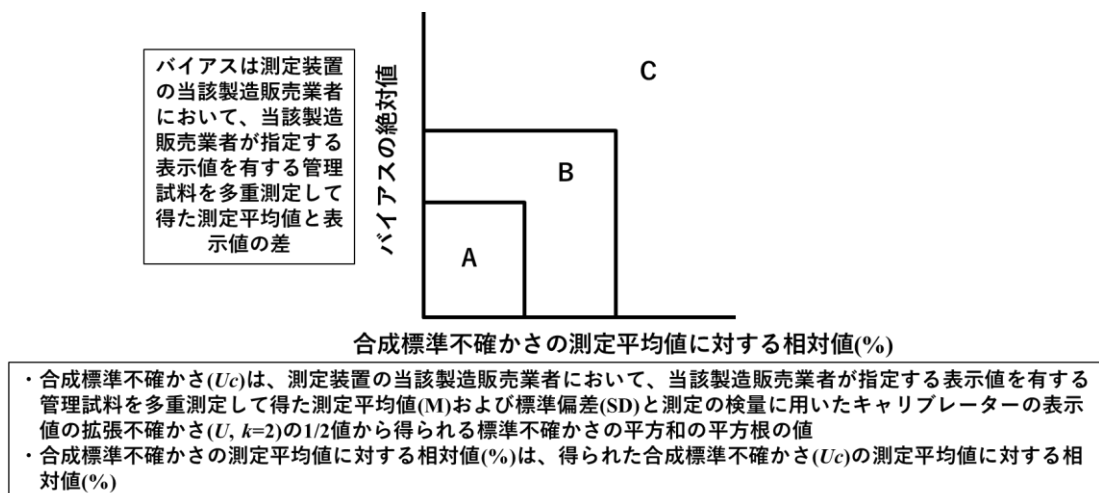 バイアスは測定装置
の当該製造販売業者
において、当該製造
販売業者が指定する
表示値を有する管理
試料を多重測定して
得た測定平均値と表
示値の差
バイアスの絶対値
C
B
A
合成標準不確かさの測定平均値に対する相対値(%)
・合成標準不確かさ(Uc)は、測定装置の当該製造販売業者において、当該製造販売業者が指定する表示値を有する
管理試料を多重測定して得た測定平均値(M)および標準偏差(SD)と測定の検量に用いたキャリブレーターの表示
値の拡張不確かさ(U, k=2)の1/2値から得られる標準不確かさの平方和の平方根の値
・合成標準不確かさの測定平均値に対する相対値(%)は、得られた合成標準不確かさ(Uc)の測定平均値に対する相
対値(%)